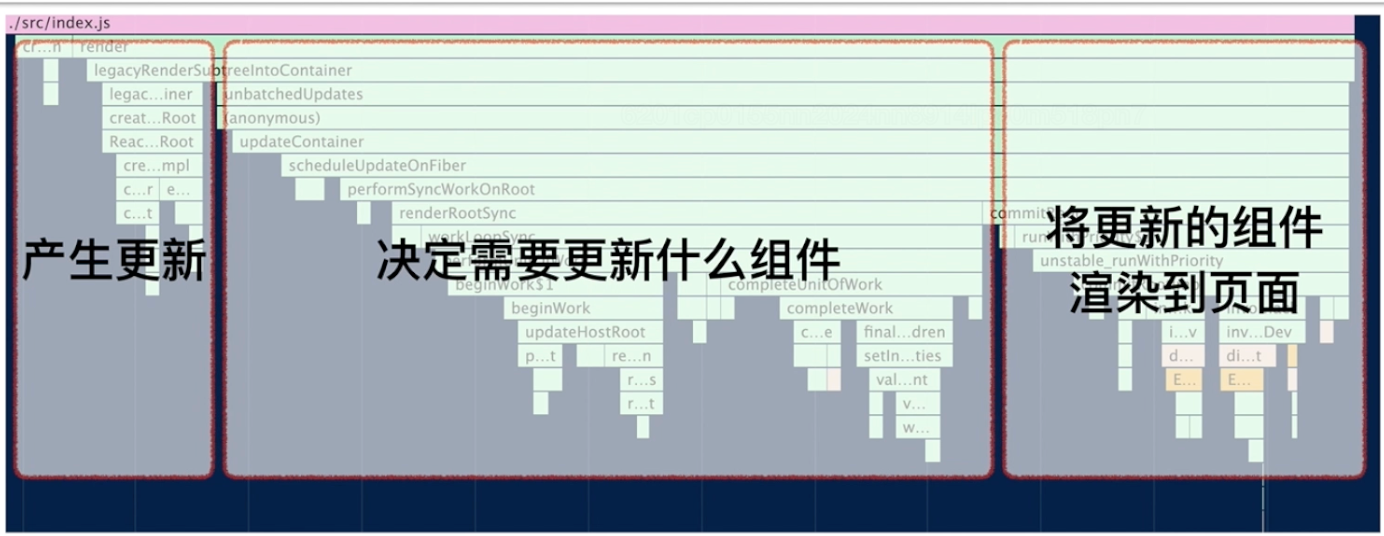 ./src/index.js
cr...n render
legacyRenderSubtreeIntoContainer
legac...iner unbatchedUpdates
creat...Root (anonymous)
Reac...Root updateContainer
cre...mpl scheduleUpdateOnFiber
c...r e... performSyncWorkOnRoot
c...t renderRootSync
workLoopSync
产生更新
决定需要更新什么组件
将更新的组件
渲染到页面
unstable_runWithPriority
beginWork$1 completeUnitOfWork
beginWork completeWork
updateHostRoot c...e final...dren i...v inv...Dev
p...t re...n setIn...ties d... di...t
r...s val...nt E... E...
r...t v...
w...